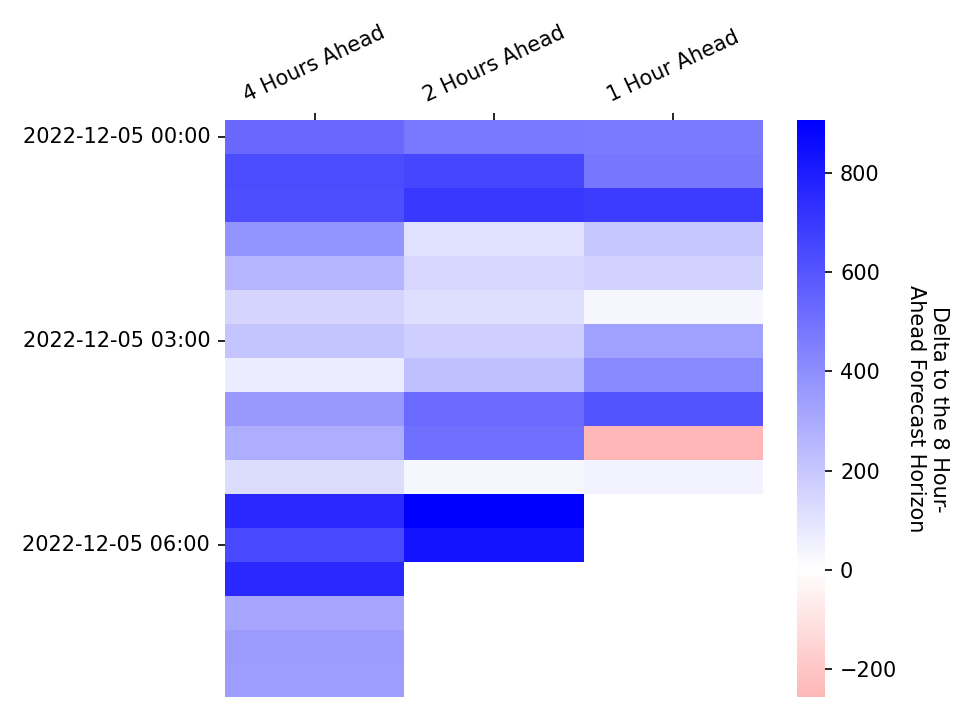 4 Hours Ahead
2 Hours Ahead
1 Hour Ahead
2022-12-05 00:00
2022-12-05 03:00
2022-12-05 06:00
800
600
400
200
0
−200
Delta to the 8 Hour-
Ahead Forecast Horizon